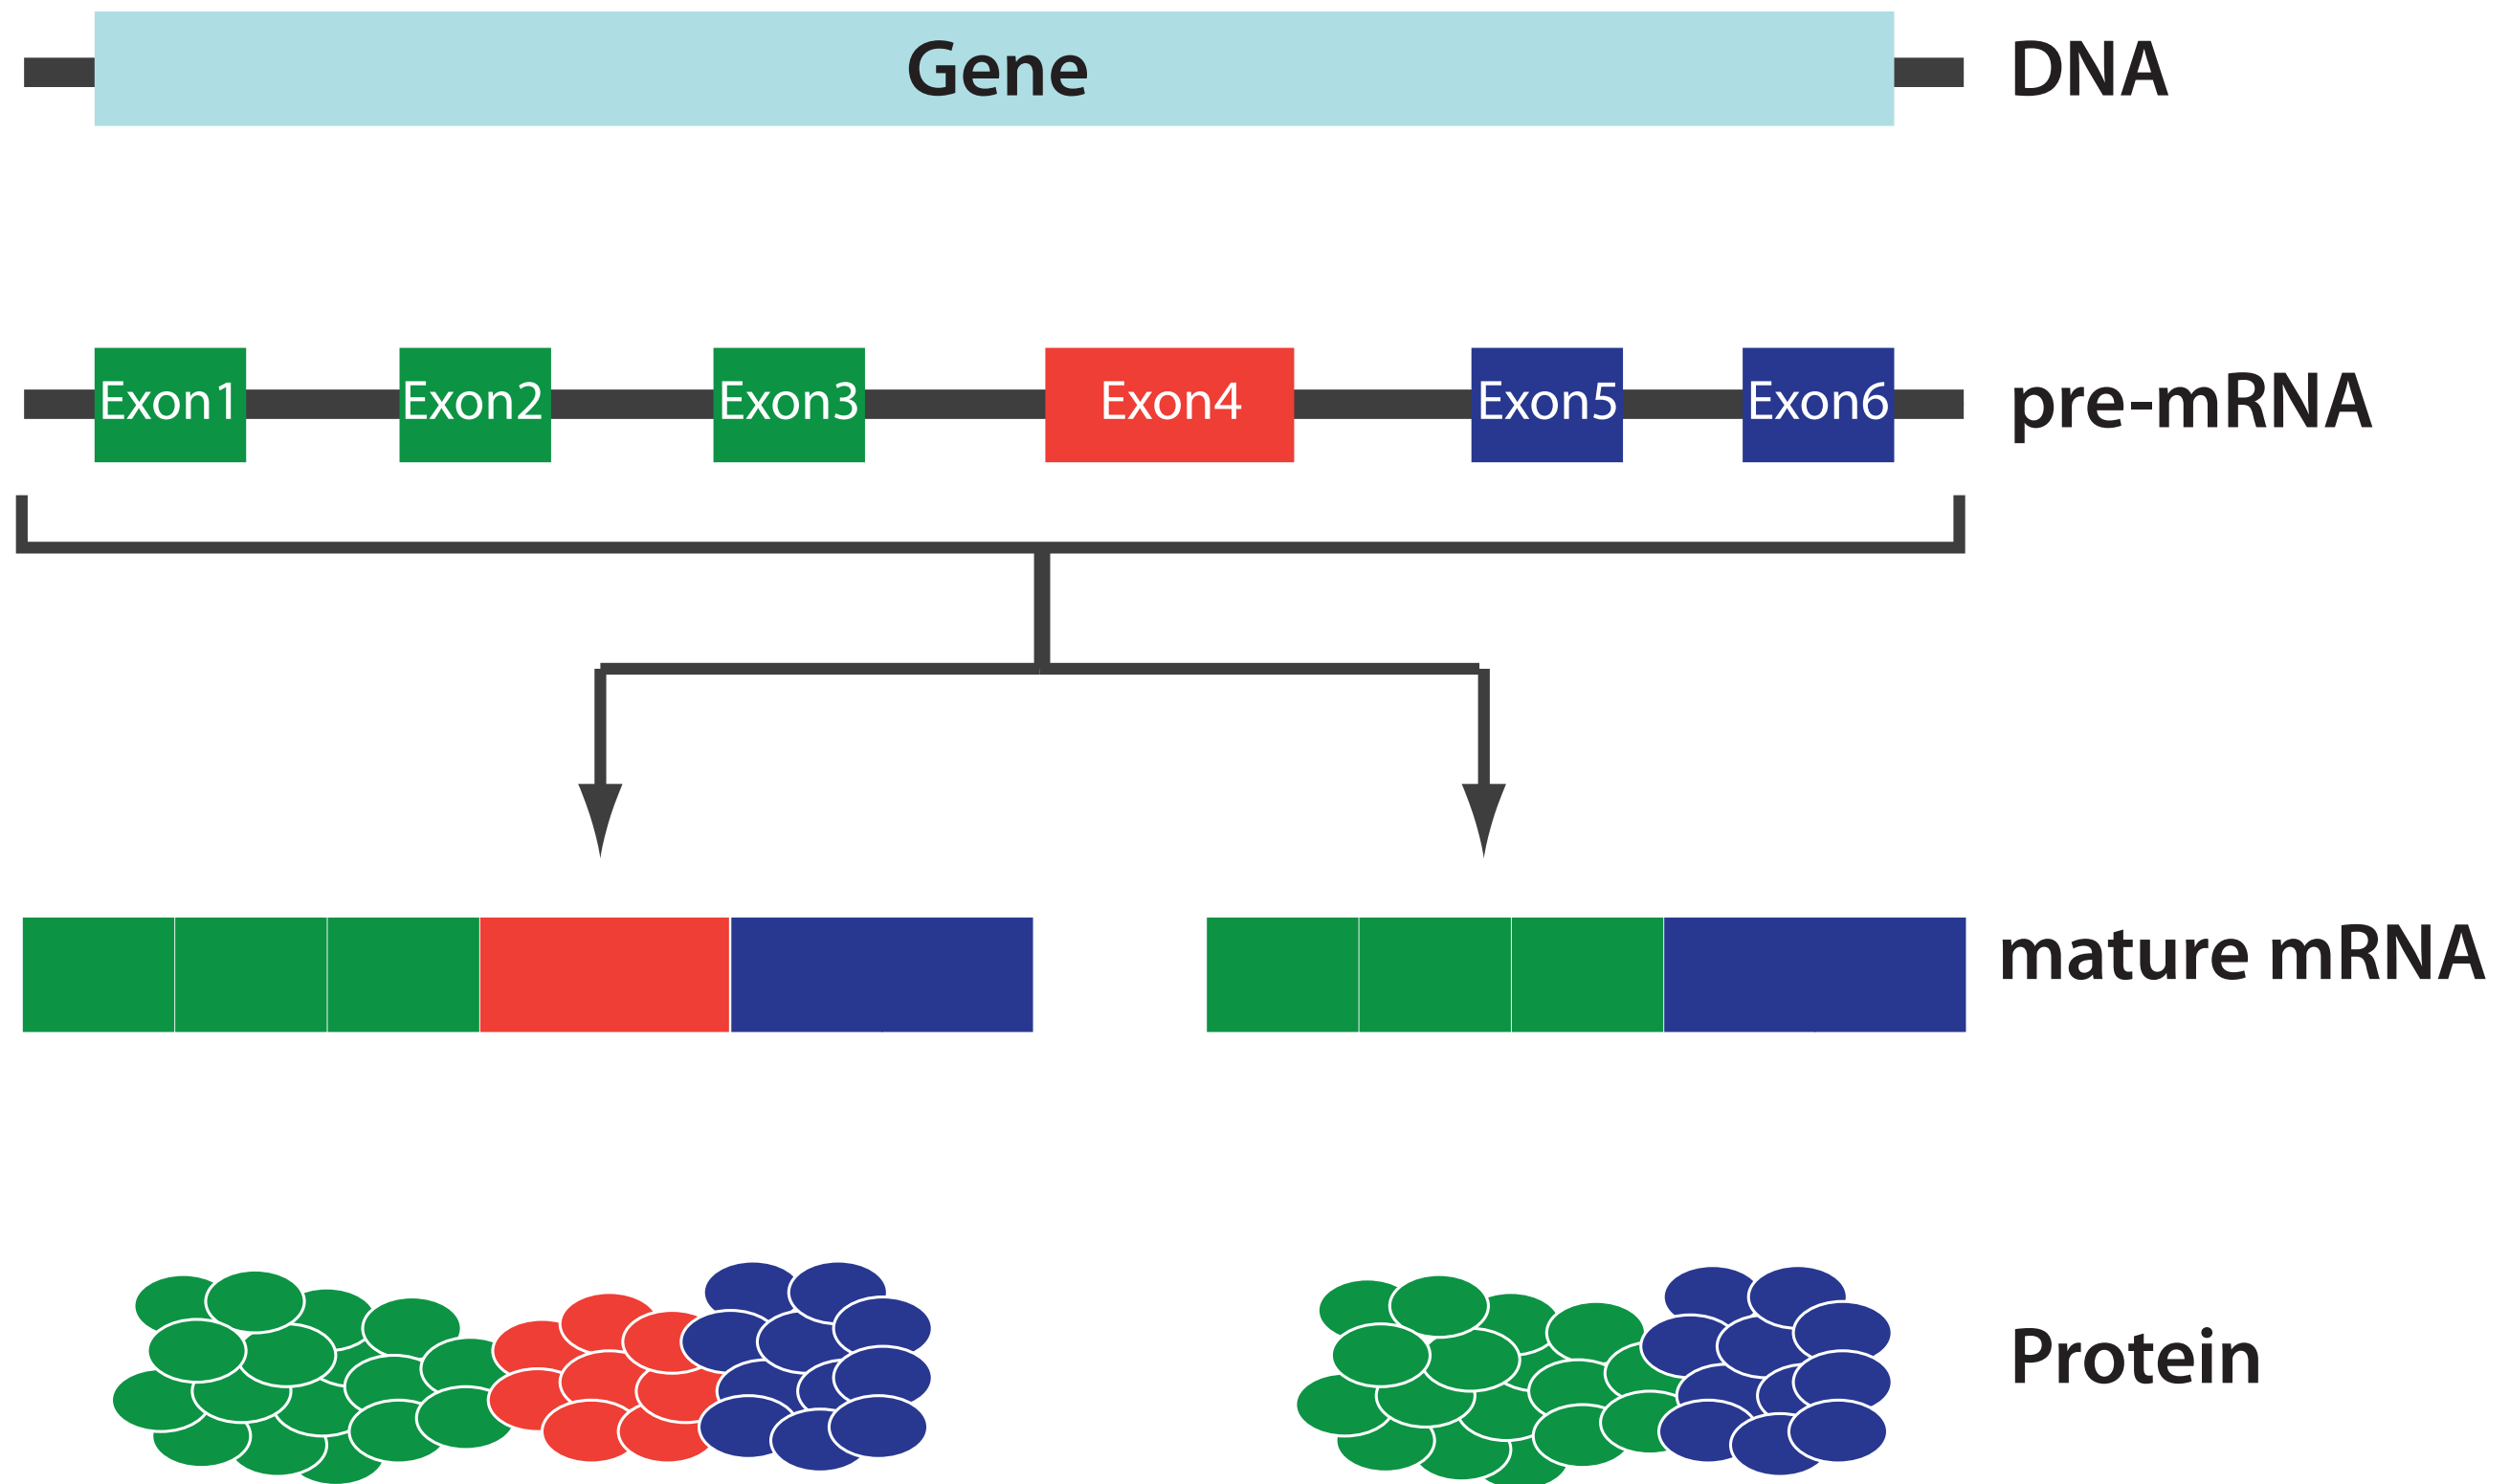 Gene
DNA
Exon1 Exon2 Exon3 Exon4 Exon5 Exon6
pre-mRNA
mature mRNA
Protein